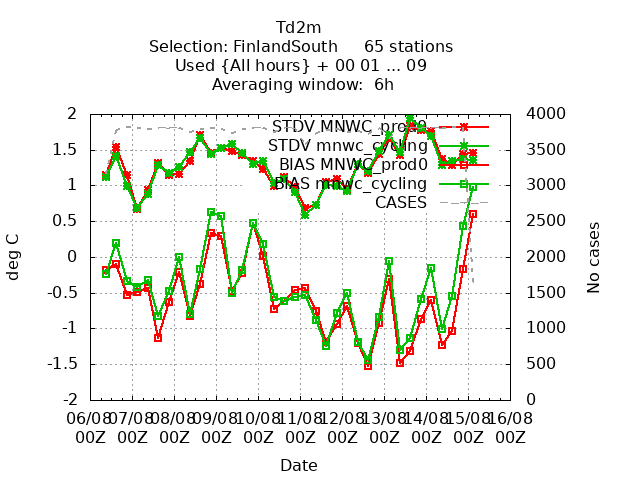 Td2m
Selection: FinlandSouth 65 stations
Used {All hours} + 00 01 ... 09
Averaging window: 6h
2
1.5
1
0.5
0
-0.5
-1
-1.5
-2
4000
3500
3000
2500
2000
1500
1000
500
0
deg C
No cases
STDV MNWC_prod0
STDV mnwc_cycling
BIAS MNWC_prod0
BIAS mnwc_cycling
CASES
06/08 07/08 08/08 09/08 10/08 11/08 12/08 13/08 14/08 15/08 16/08
00Z 00Z 00Z 00Z 00Z 00Z 00Z 00Z 00Z 00Z 00Z
Date